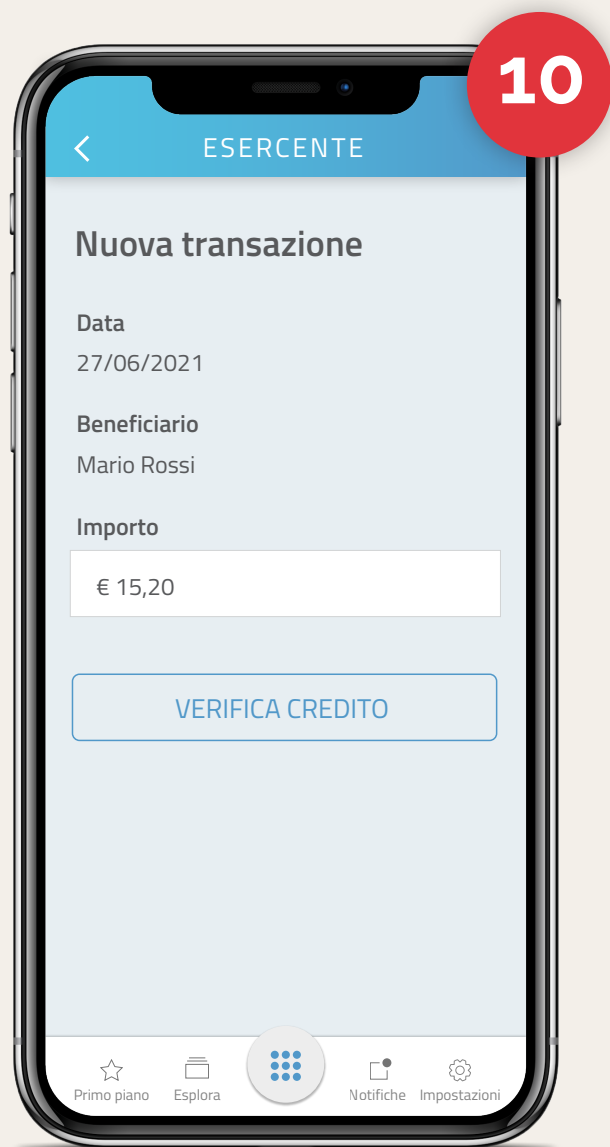 10
ESERCENTE
Nuova transazione
Data
27/06/2021
Beneficiario
Mario Rossi
Importo
€ 15,20
VERIFICA CREDITO
Primo piano Esplora Notifiche Impostazioni